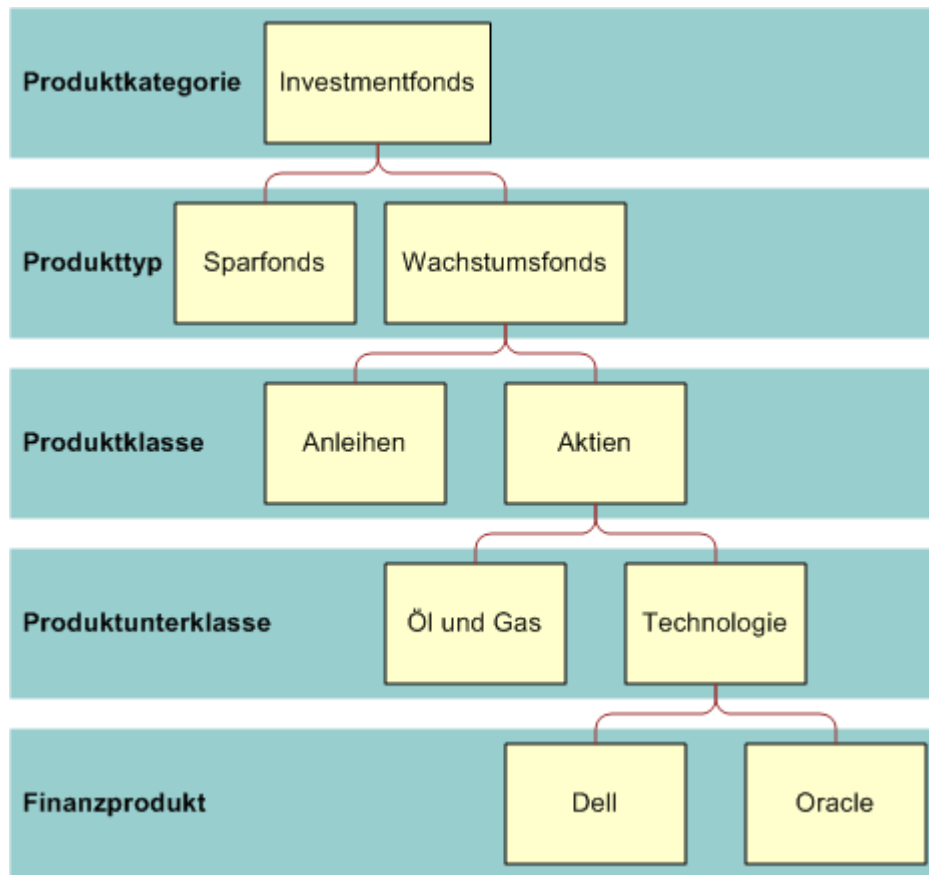 Produktkategorie
Investmentfonds
Produkttyp
Sparfonds
Wachstumsfonds
Produktklasse
Anleihen
Aktien
Produktunterklasse
Öl und Gas
Technologie
Finanzprodukt
Dell
Oracle